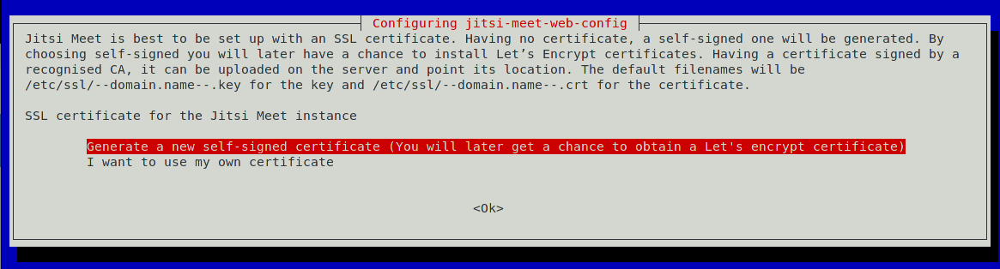 Configuring jitsi-meet-web-config
Jitsi Meet is best to be set up with an SSL certificate. Having no certificate, a self-signed one will be generated. By
choosing self-signed you will later have a chance to install Let’s Encrypt certificates. Having a certificate signed by a
recognised CA, it can be uploaded on the server and point its location. The default filenames will be
/etc/ssl/--domain.name--.key for the key and /etc/ssl/--domain.name--.crt for the certificate.
SSL certificate for the Jitsi Meet instance
Generate a new self-signed certificate (You will later get a chance to obtain a Let's encrypt certificate)
I want to use my own certificate
<Ok>